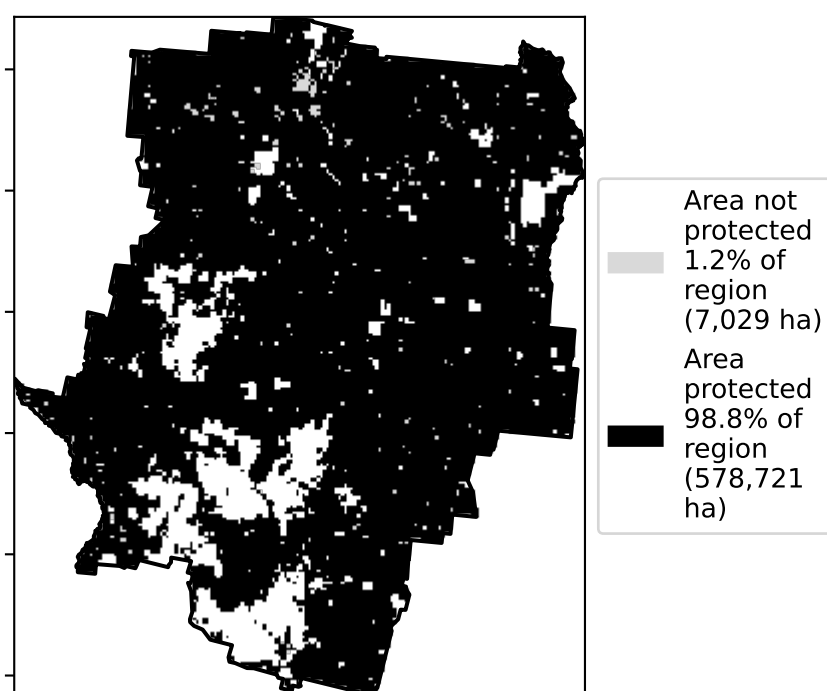 Area not
protected
1.2% of
region
(7,029 ha)
Area
protected
98.8% of
region
(578,721
ha)